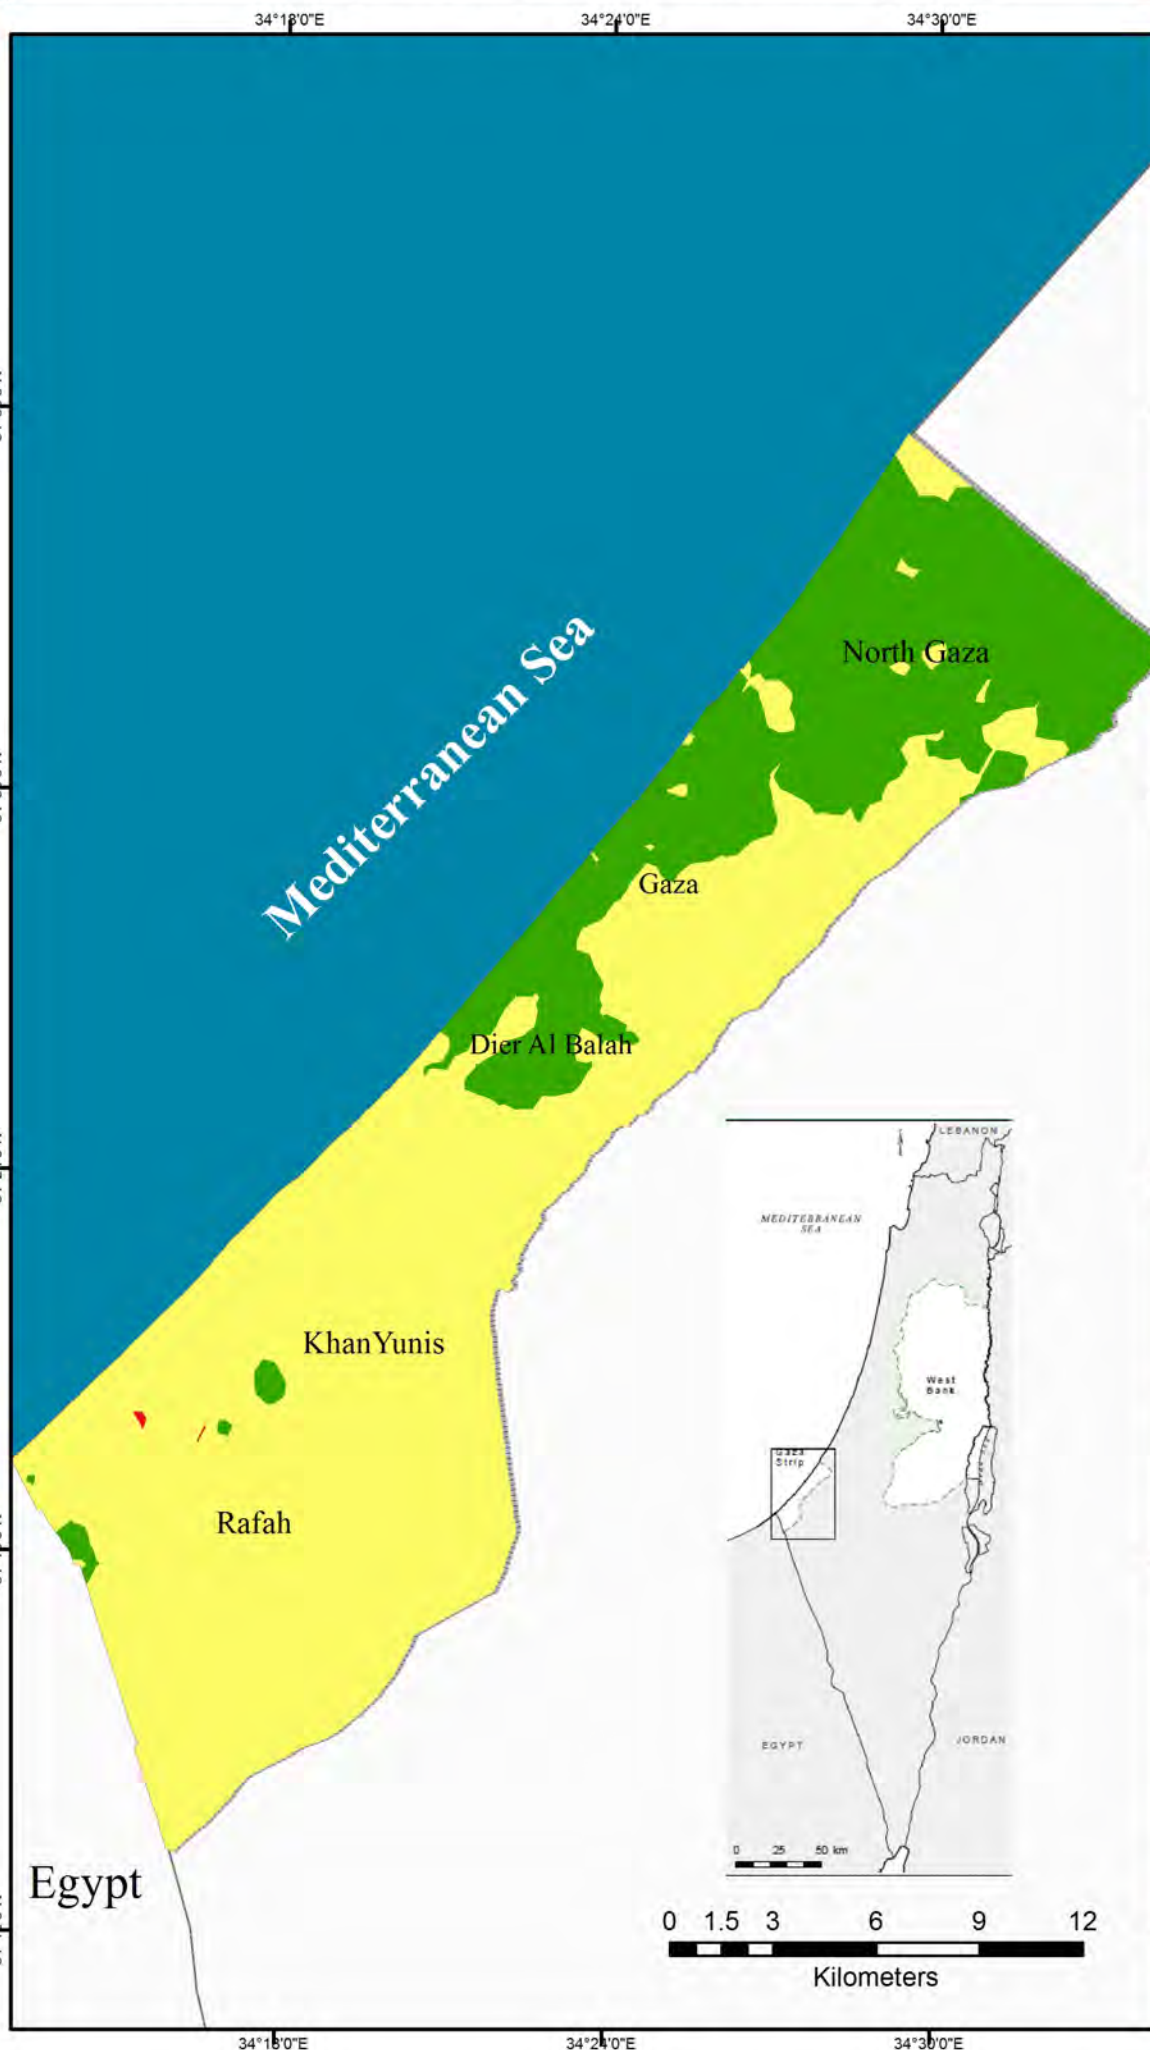 34°18'0"E
34°24'0"E
34°30'0"E
North Gaza
Mediterranean Sea
Gaza
Dier Al Balah
LEBANON
MEDITERRANEAN
SEA
KhanYunis
West
Bank
Gaza
Strip
Rafah
EGYPT
JORDAN
0 25 50 km
Egypt
0 1.5 3 6 9 12
Kilometers
34°18'0"E
34°24'0"E
34°30'0"E